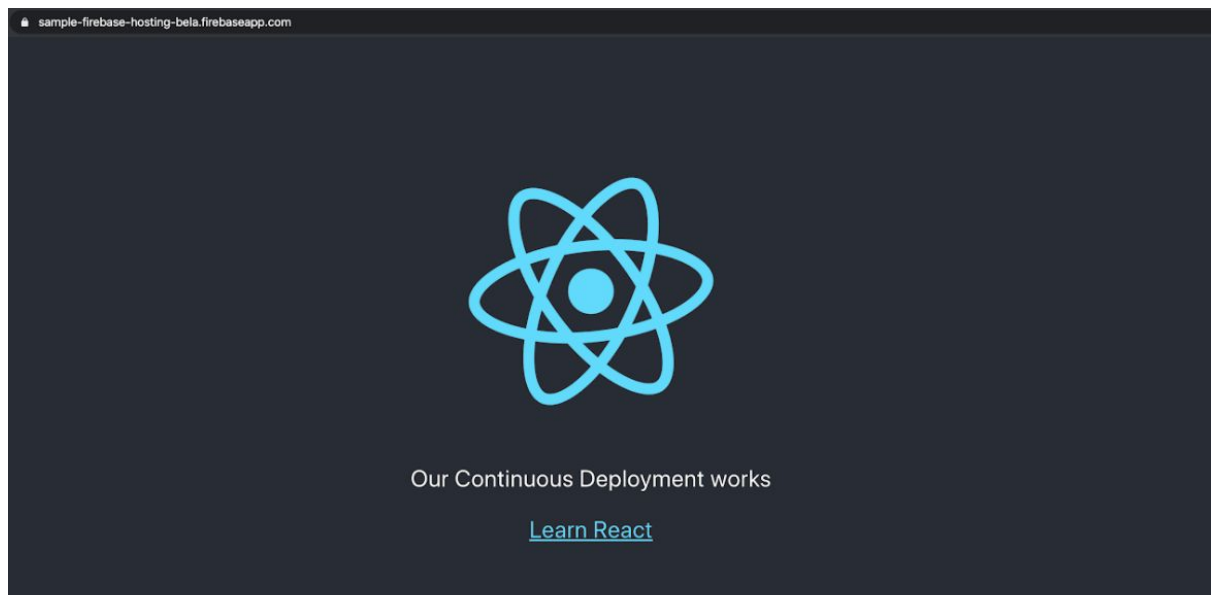 sample-firebase-hosting-bela.firebaseapp.com
Our Continuous Deployment works
Learn React